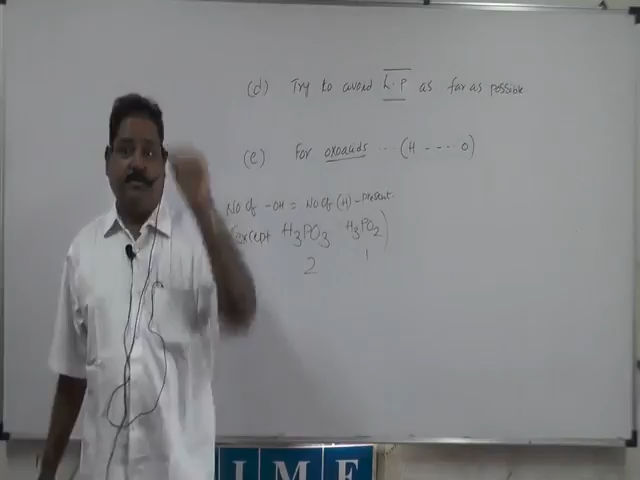 (d) Try to avoid L.P as far as possible
(e) For oxoacids .. (H - - - - O)
No of -OH = No of (H) - present.
Except H₃PO₃ H₃PO₂)
2 1
I M E